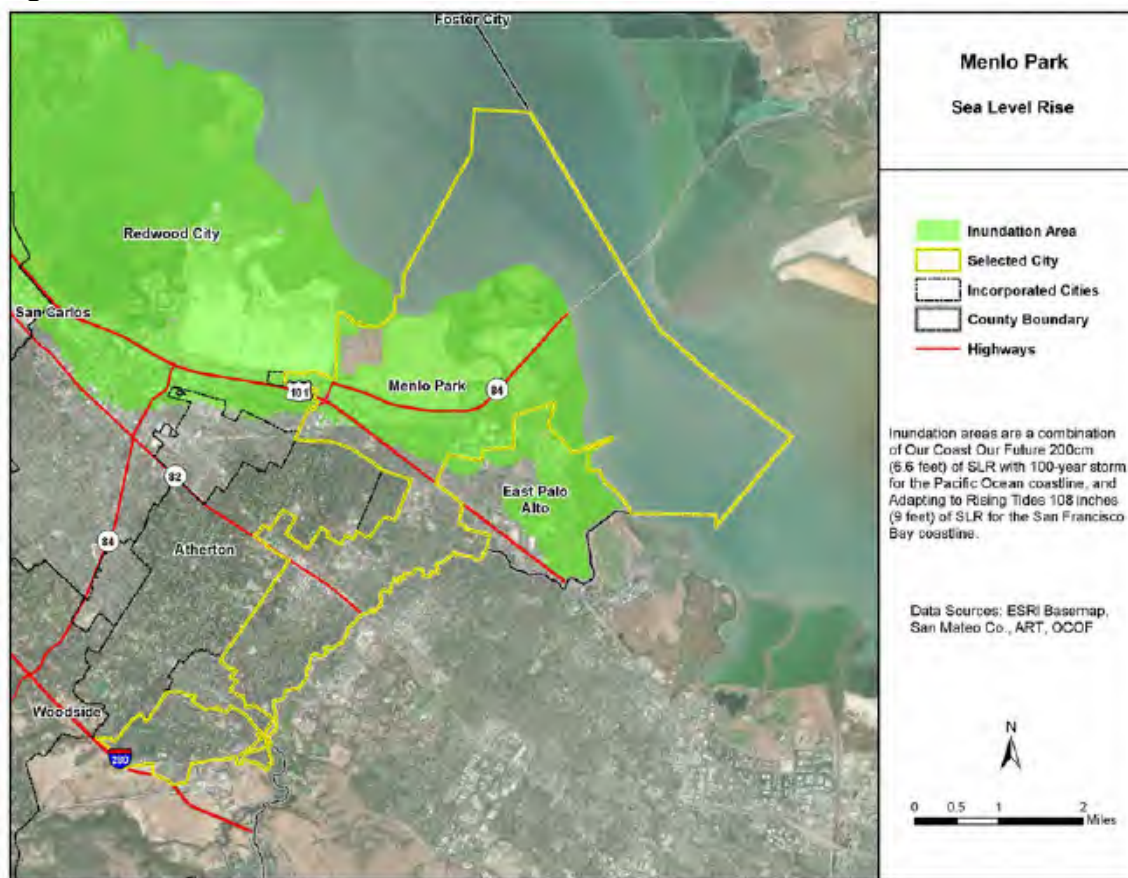 Foster City
Redwood City
San Carlos
101
Menlo Park
84
82
East Palo
Alto
84
Atherton
Woodside
280
Menlo Park
Sea Level Rise
Inundation Area
Selected City
Incorporated Cities
County Boundary
Highways
Inundation areas are a combination
of Our Coast Our Future 200cm
(6.6 feet) of SLR with 100-year storm
for the Pacific Ocean coastline, and
Adapting to Rising Tides 108 inches
(9 feet) of SLR for the San Francisco
Bay coastline.
Data Sources: ESRI Basemap,
San Mateo Co., ART, OCOF
N
0 0.5 1 2
Miles